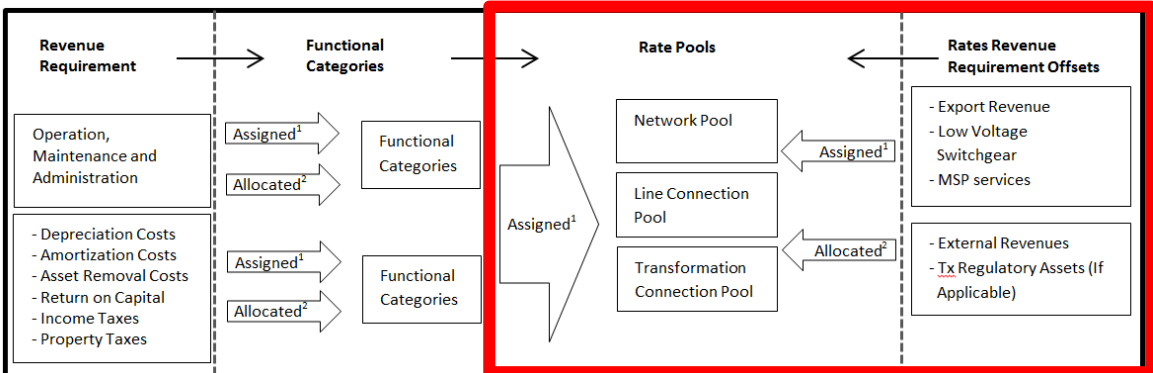 Revenue
Requirement
Functional
Categories
Rate Pools
Rates Revenue
Requirement Offsets
Operation,
Maintenance and
Administration
Assigned¹
Allocated²
Functional
Categories
- Depreciation Costs
- Amortization Costs
- Asset Removal Costs
- Return on Capital
- Income Taxes
- Property Taxes
Assigned¹
Allocated²
Functional
Categories
Assigned¹
Network Pool
Line Connection
Pool
Transformation
Connection Pool
Assigned¹
Allocated²
- Export Revenue
- Low Voltage
Switchgear
- MSP services
- External Revenues
- Tx Regulatory Assets (If
Applicable)